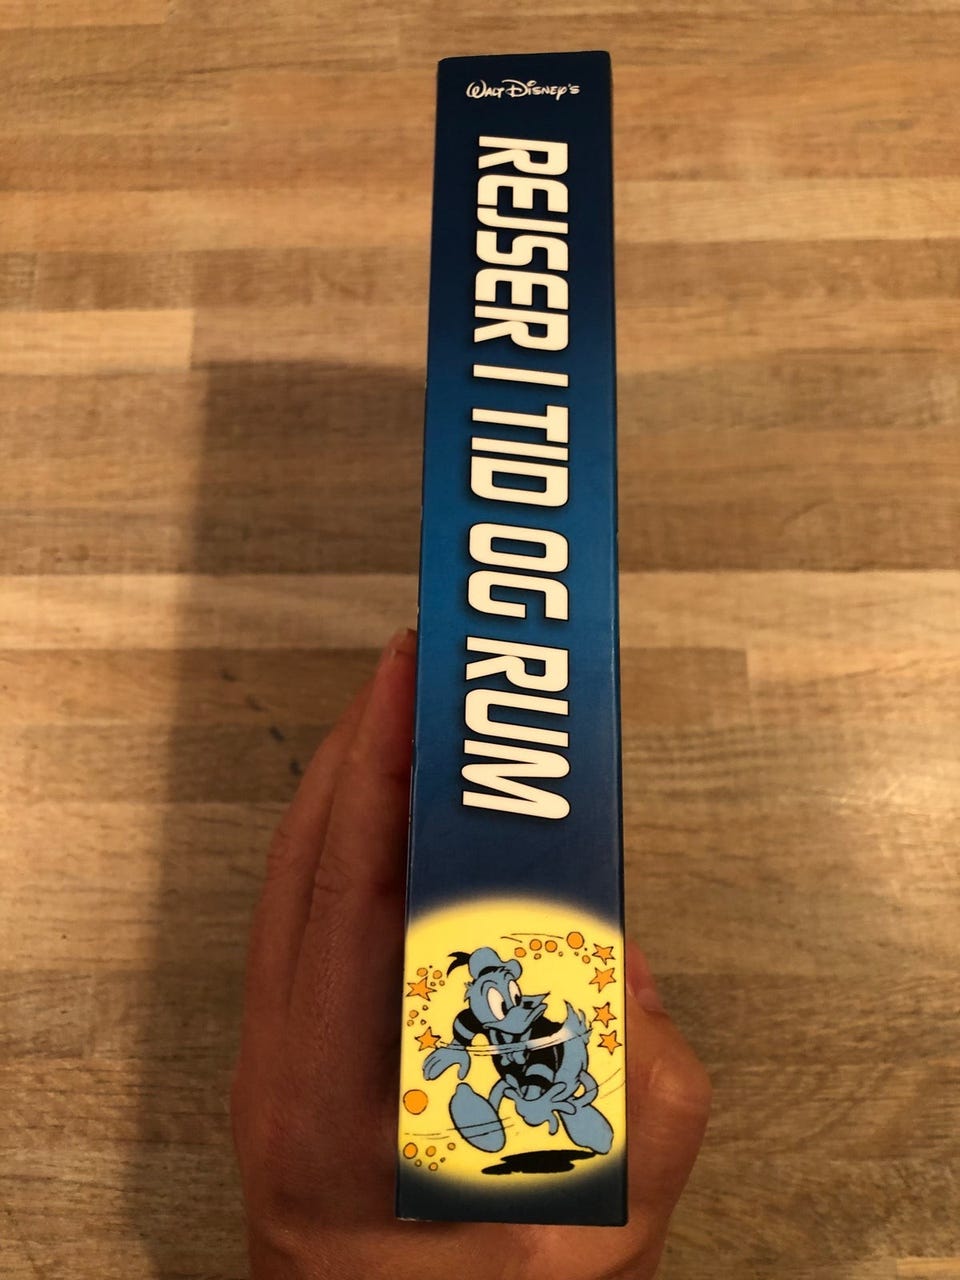 WALT DISNEY'S
REJSER I TID OG RUM